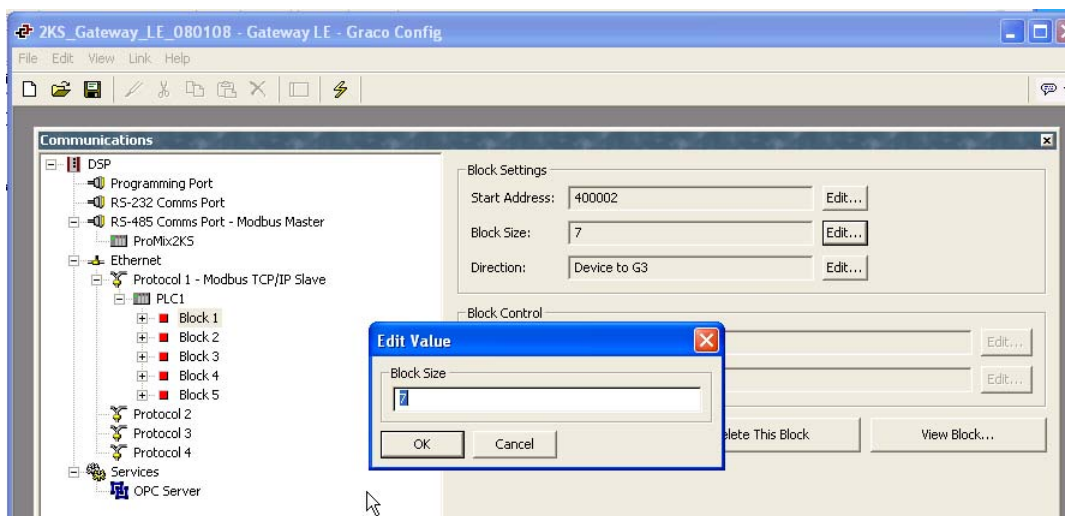 2KS_Gateway_LE_080108 - Gateway LE - Graco Config
File Edit View Link Help
Communications
DSP
Programming Port
RS-232 Comms Port
RS-485 Comms Port - Modbus Master
ProMix2KS
Ethernet
Protocol 1 - Modbus TCP/IP Slave
PLC1
Block 1
Block 2
Block 3
Block 4
Block 5
Protocol 2
Protocol 3
Protocol 4
Services
OPC Server
Block Settings
Start Address: 400002 Edit...
Block Size: 7 Edit...
Direction: Device to G3 Edit...
Block Control
Edit...
Edit...
This Block View Block...
Edit Value
Block Size
7
OK Cancel